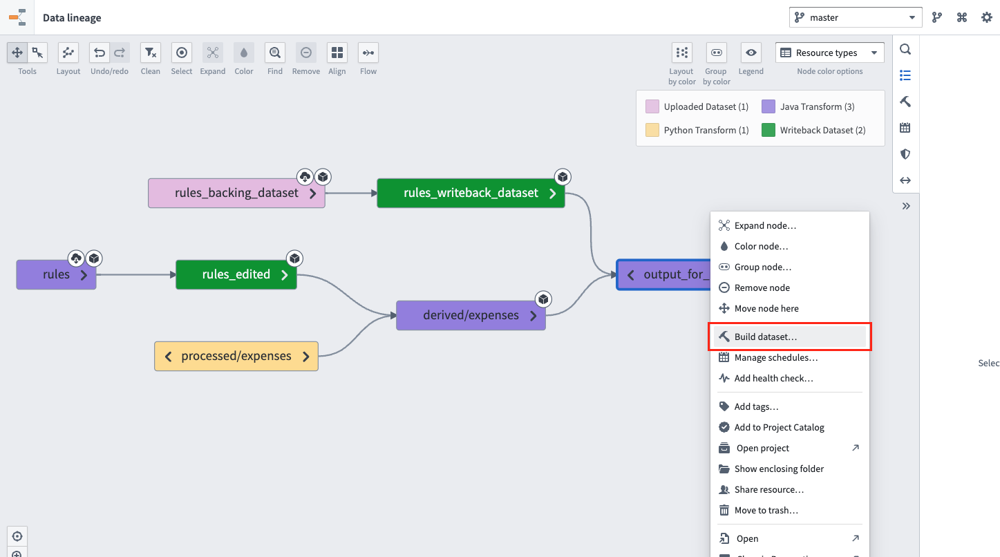 Data lineage
master
Tools
Layout
Undo/redo
Clean
Select
Expand
Color
Find
Remove
Align
Flow
Layout by color
Group by color
Legend
Resource types
Node color options
Uploaded Dataset (1)
Java Transform (3)
Python Transform (1)
Writeback Dataset (2)
rules_backing_dataset
rules_writeback_dataset
rules
rules_edited
output_for_
derived/expenses
processed/expenses
Expand node…
Color node…
Group node…
Remove node
Move node here
Build dataset…
Manage schedules…
Add health check…
Add tags…
Add to Project Catalog
Open project
Show enclosing folder
Share resource…
Move to trash…
Open
Selec